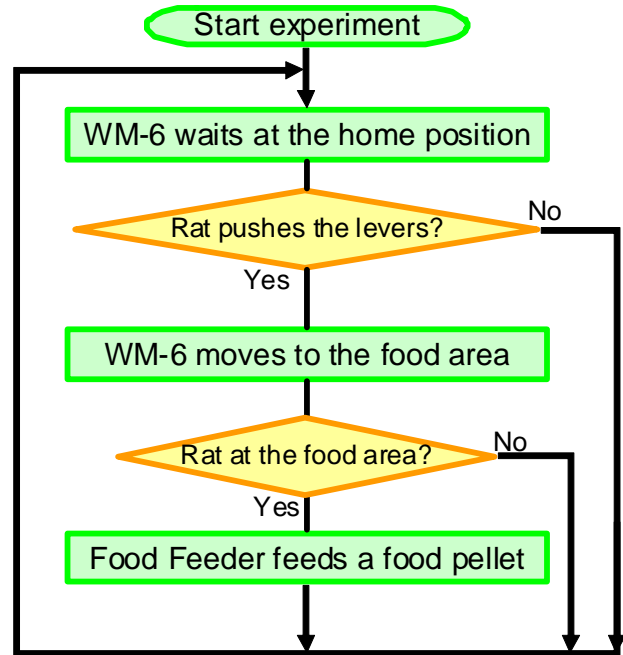 Start experiment
WM-6 waits at the home position
Rat pushes the levers?
No
Yes
WM-6 moves to the food area
Rat at the food area?
No
Yes
Food Feeder feeds a food pellet